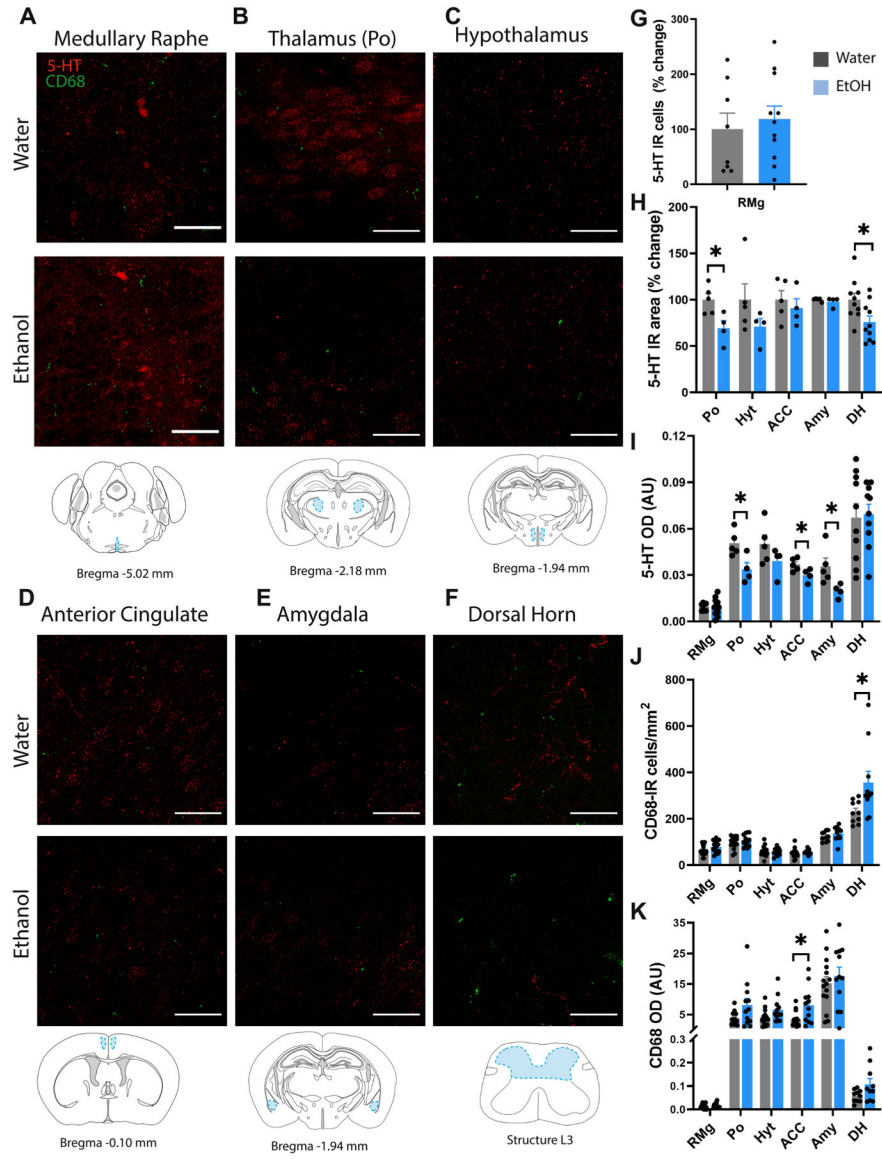 A
Medullary Raphe
B
Thalamus (Po)
C
Hypothalamus
5-HT
CD68
Water
Ethanol
Bregma -5.02 mm
Bregma -2.18 mm
Bregma -1.94 mm
D
Anterior Cingulate
E
Amygdala
F
Dorsal Horn
Water
Ethanol
Bregma -0.10 mm
Bregma -1.94 mm
Structure L3
G
5-HT IR cells (% change)
300
200
100
0
RMg
Water
EtOH
H
5-HT IR area (% change)
200
150
100
50
0
*
*
Po Hyt ACC Amy DH
I
5-HT OD (AU)
0.12
0.09
0.06
0.03
0.00
*
*
*
RMg Po Hyt ACC Amy DH
J
CD68-IR cells/mm2
800
600
400
200
0
*
RMg Po Hyt ACC Amy DH
K
CD68 OD (AU)
35
25
15
5
0.3
0.2
0.1
0.0
*
RMg Po Hyt ACC Amy DH